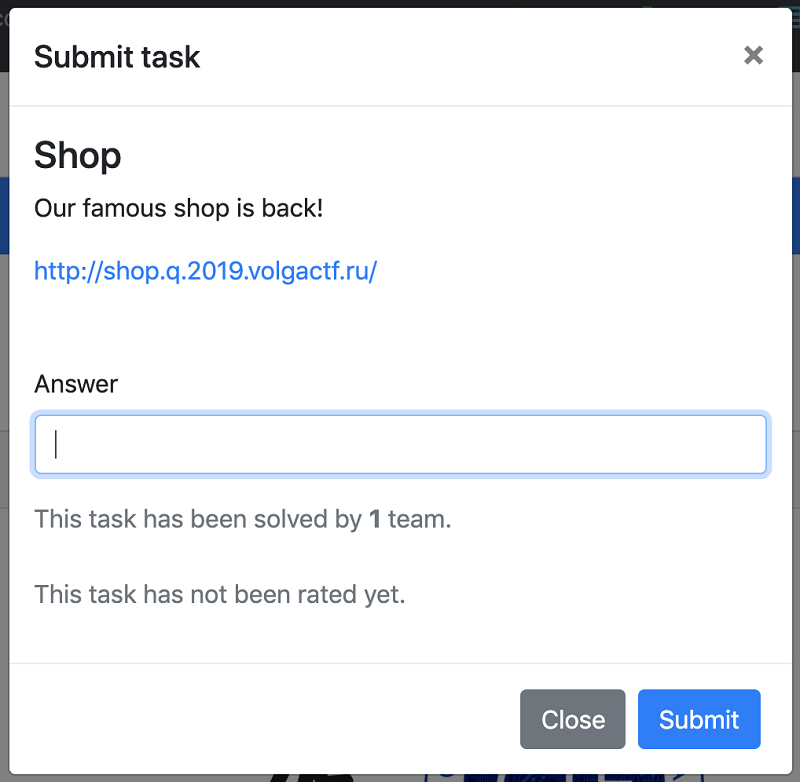 Submit task
×
Shop
Our famous shop is back!
http://shop.q.2019.volgactf.ru/
Answer
This task has been solved by 1 team.
This task has not been rated yet.
Close
Submit